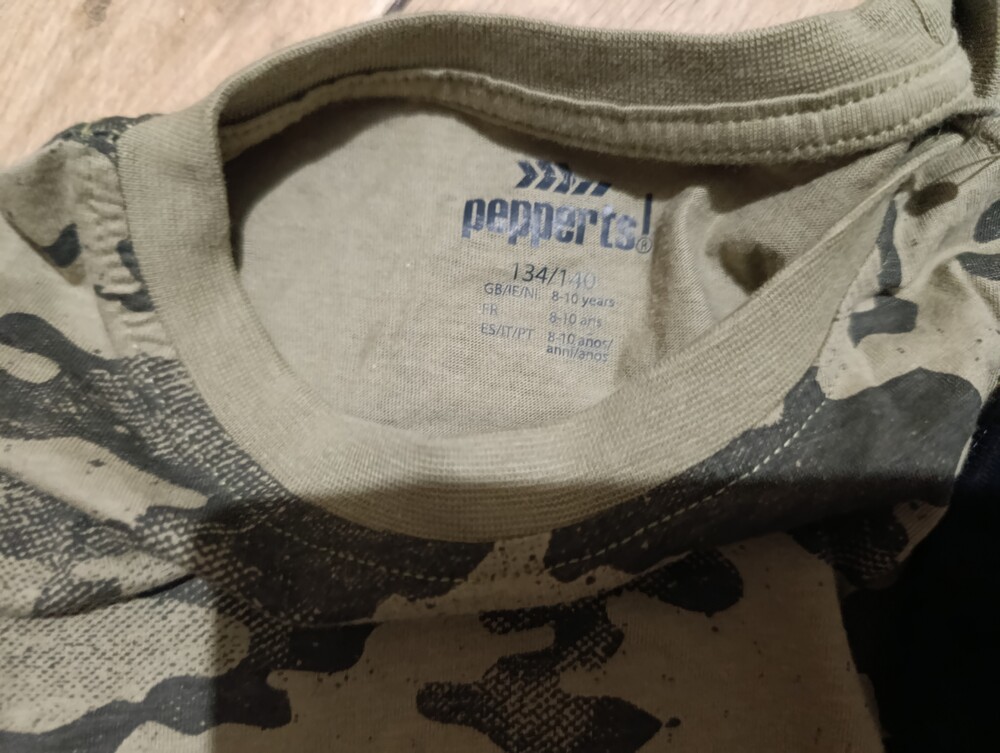 pepperts!®
134/140
GB/IE/NI 8-10 years
FR 8-10 ans
ES/IT/PT 8-10 años/
anni/anos